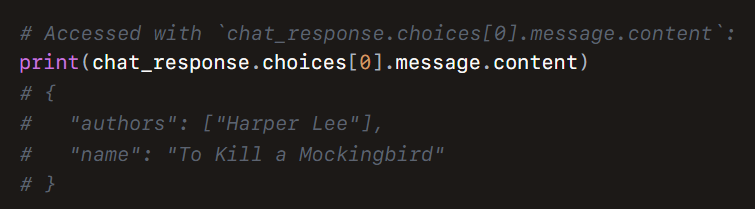 # Accessed with `chat_response.choices[0].message.content`:
print(chat_response.choices[0].message.content)
# {
#   "authors": ["Harper Lee"],
#   "name": "To Kill a Mockingbird"
# }